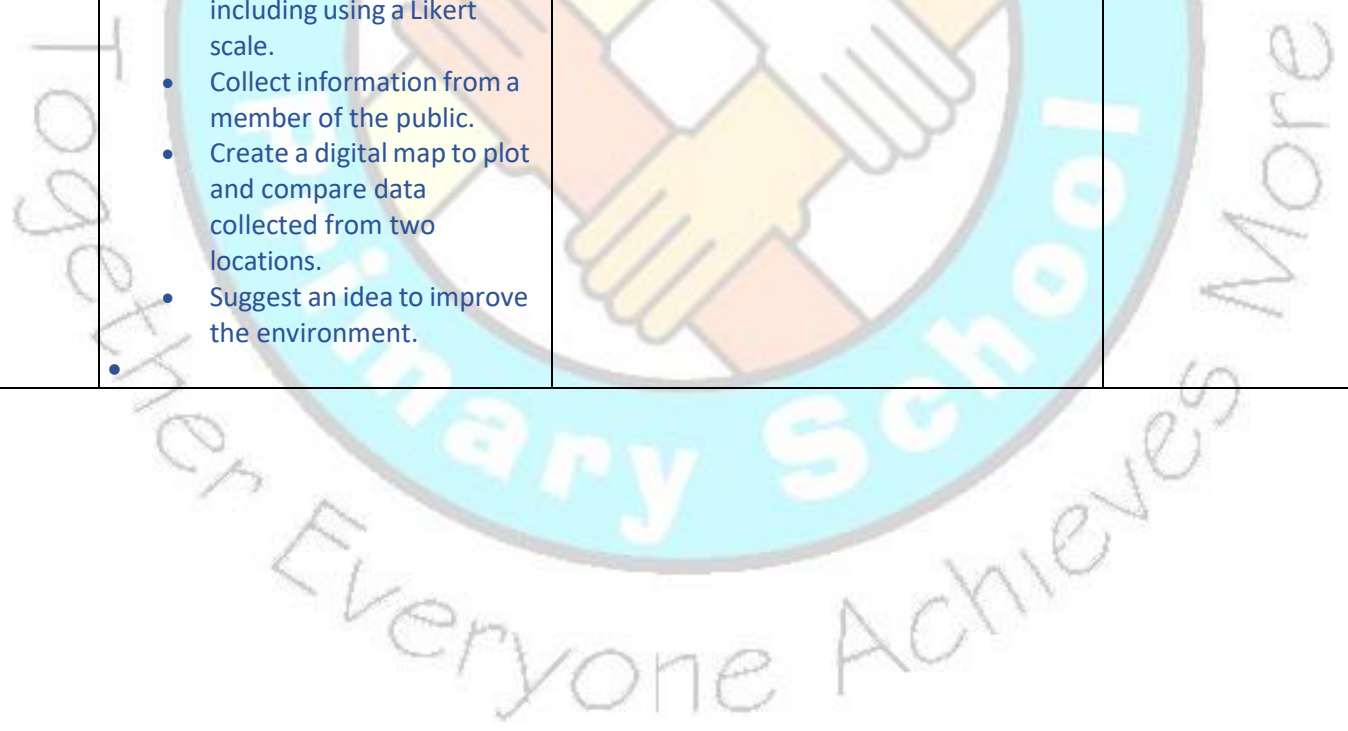 including using a Likert
scale.
• Collect information from a
member of the public.
• Create a digital map to plot
and compare data
collected from two
locations.
• Suggest an idea to improve
the environment.
•
Primary School
Together Everyone Achieves More